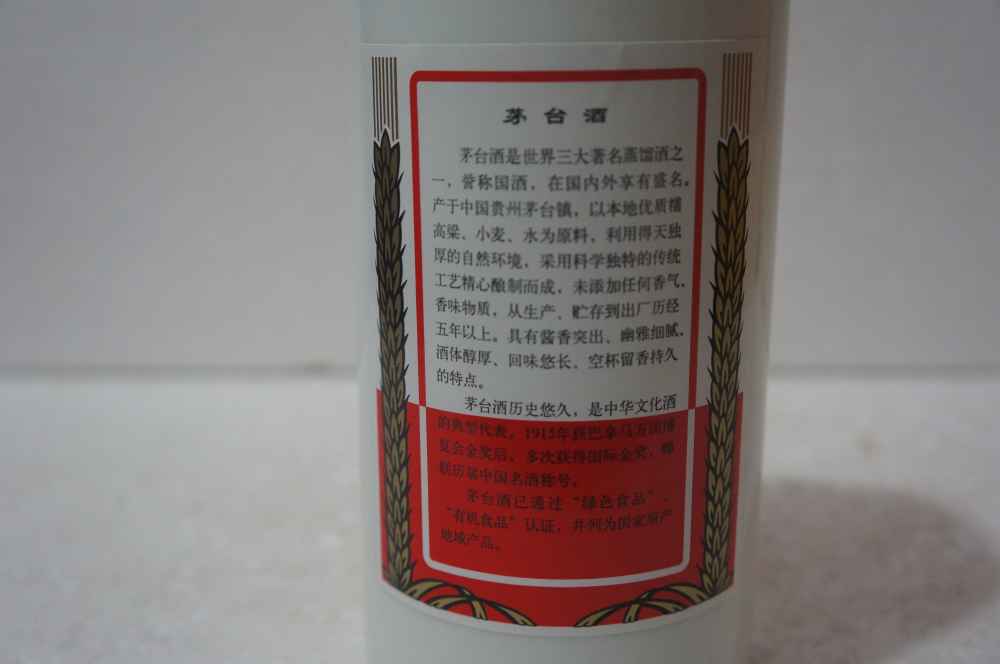 茅台酒
茅台酒是世界三大著名蒸馏酒之
一，誉称国酒，在国内外享有盛名。
产于中国贵州茅台镇，以本地优质糯
高粱、小麦、水为原料，利用得天独
厚的自然环境，采用科学独特的传统
工艺精心酿制而成，未添加任何香气、
香味物质，从生产、贮存到出厂历经
五年以上。具有酱香突出、幽雅细腻、
酒体醇厚、回味悠长、空杯留香持久
的特点。
茅台酒历史悠久，是中华文化酒
的典型代表，1915年获巴拿马万国博
览会金奖后，多次获得国际金奖，蝉
联历届中国名酒称号。
茅台酒已通过“绿色食品”、
“有机食品”认证，并列为国家原产
地域产品。